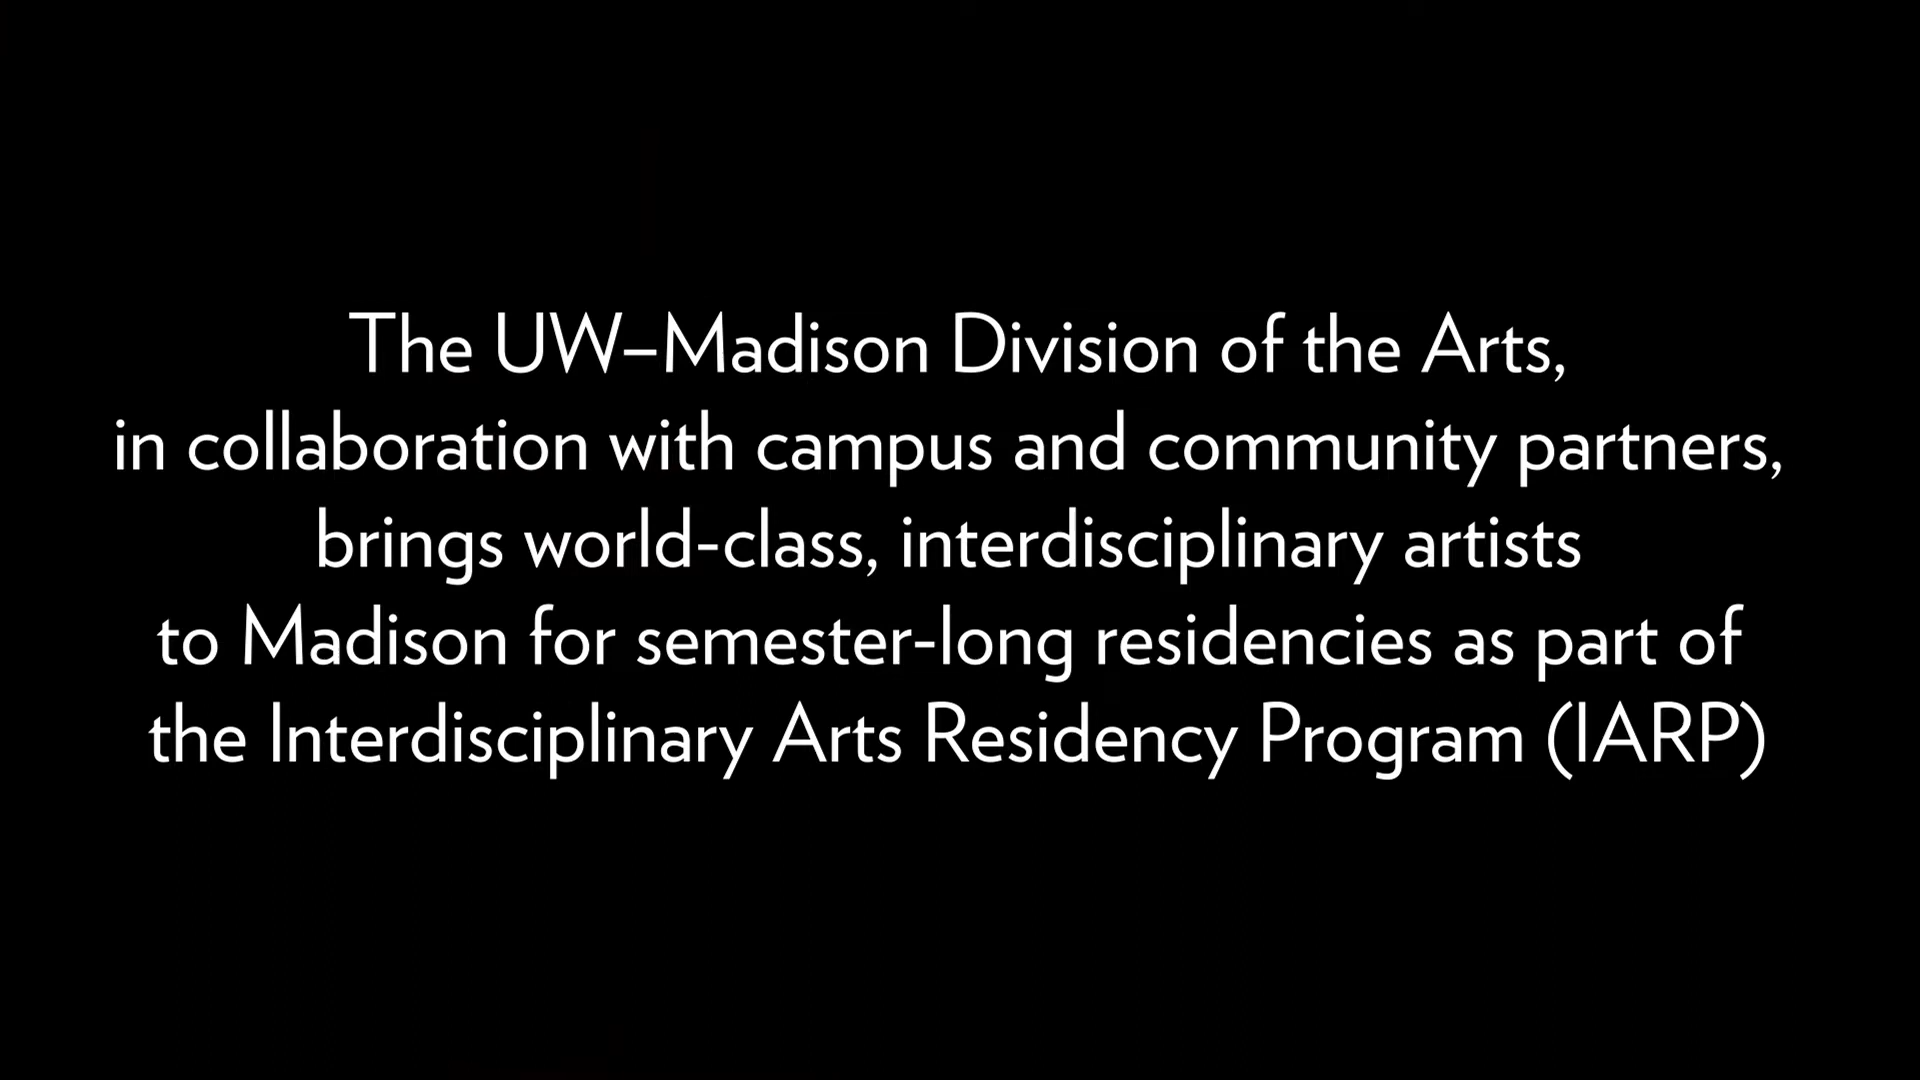 The UW–Madison Division of the Arts,
in collaboration with campus and community partners,
brings world-class, interdisciplinary artists
to Madison for semester-long residencies as part of
the Interdisciplinary Arts Residency Program (IARP)